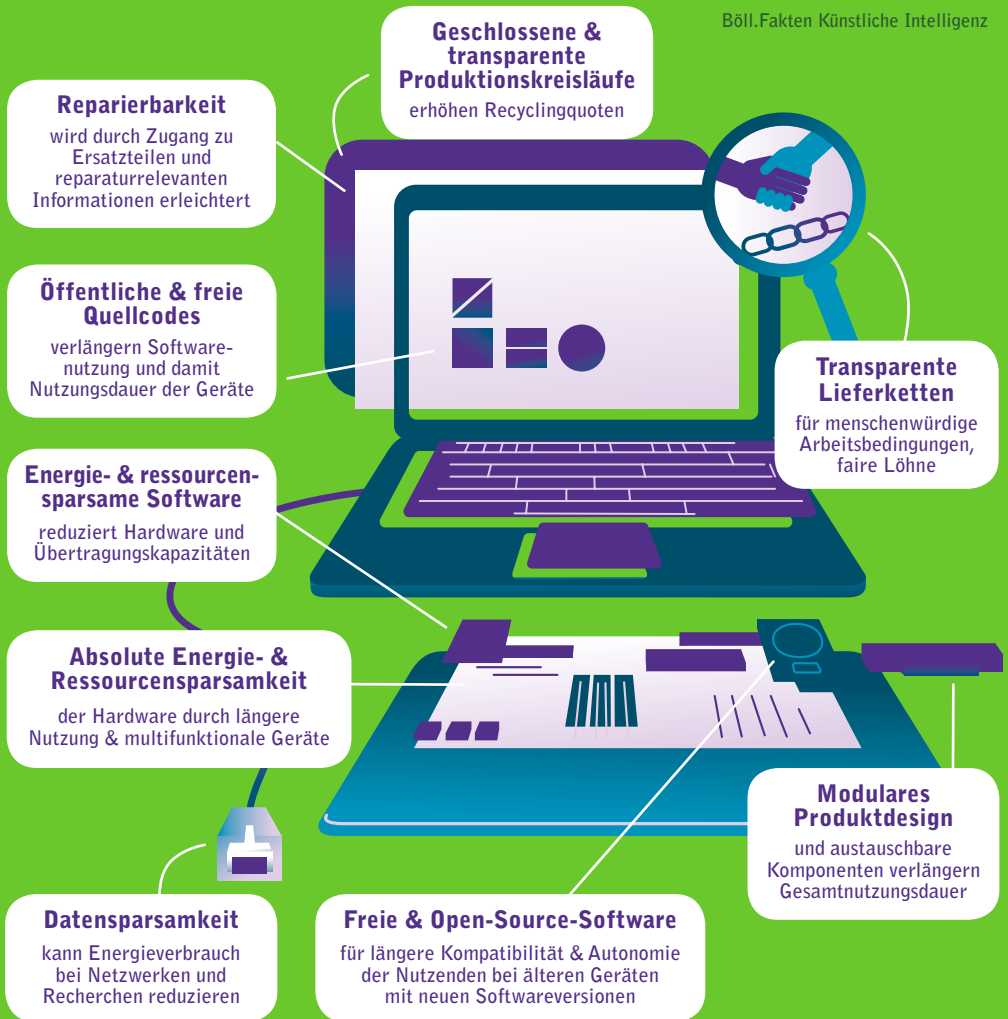 Böll.Fakten Künstliche Intelligenz
Geschlossene &
transparente
Produktionskreisläufe
erhöhen Recyclingquoten
Reparierbarkeit
wird durch Zugang zu
Ersatzteilen und
reparaturrelevanten
Informationen erleichtert
Öffentliche & freie
Quellcodes
verlängern Software-
nutzung und damit
Nutzungsdauer der Geräte
Transparente
Lieferketten
für menschenwürdige
Arbeitsbedingungen,
faire Löhne
Energie- & ressourcen-
sparsame Software
reduziert Hardware und
Übertragungskapazitäten
Absolute Energie- &
Ressourcensparsamkeit
der Hardware durch längere
Nutzung & multifunktionale Geräte
Modulares
Produktdesign
und austauschbare
Komponenten verlängern
Gesamtnutzungsdauer
Datensparsamkeit
kann Energieverbrauch
bei Netzwerken und
Recherchen reduzieren
Freie & Open-Source-Software
für längere Kompatibilität & Autonomie
der Nutzenden bei älteren Geräten
mit neuen Softwareversionen